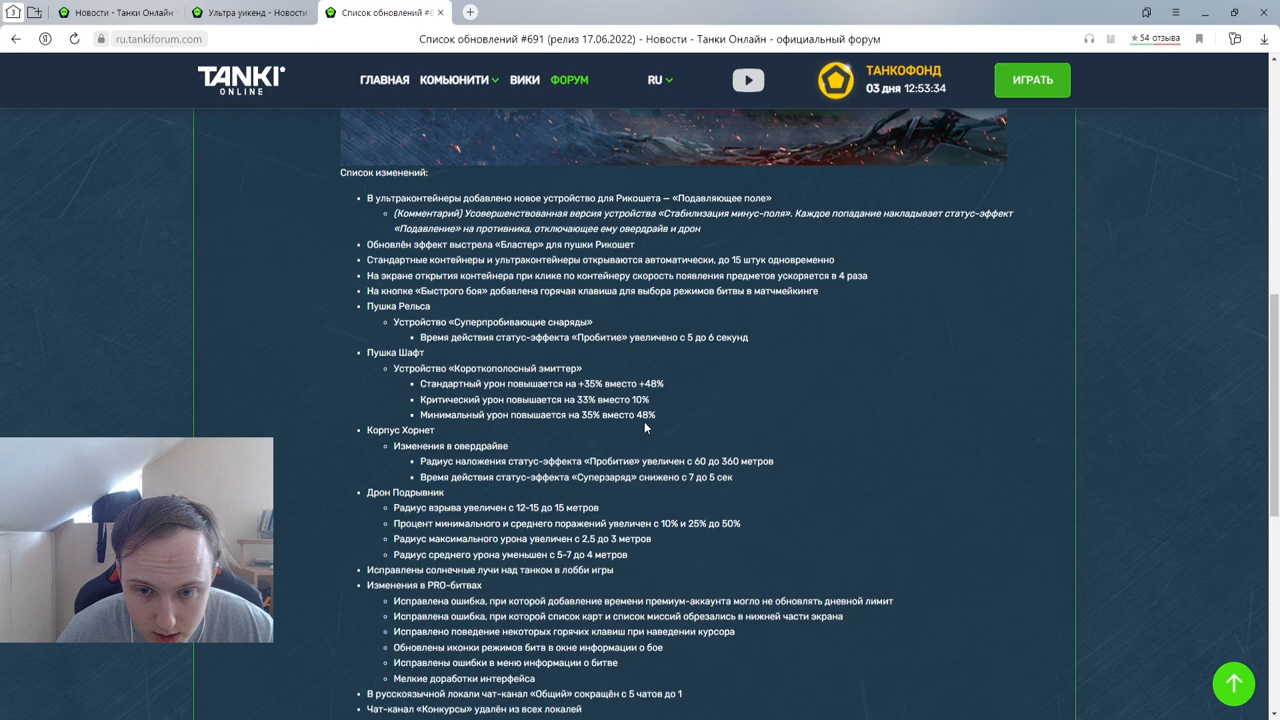 3
Новости - Танки Онлайн
Ультра уикенд - Новости
Список обновлений #6
ru.tankiforum.com
Список обновлений #691 (релиз 17.06.2022) - Новости - Танки Онлайн - официальный форум
54 отзыва
TANKI ONLINE
ГЛАВНАЯ
КОМЬЮНИТИ
ВИКИ
ФОРУМ
RU
ТАНКОФОНД
03 дня 12:53:34
ИГРАТЬ
Список изменений:
В ультраконтейнеры добавлено новое устройство для Рикошета — «Подавляющее поле»
(Комментарий) Усовершенствованная версия устройства «Стабилизация минус-поля». Каждое попадание накладывает статус-эффект
«Подавление» на противника, отключающее ему овердрайв и дрон
Обновлён эффект выстрела «Бластер» для пушки Рикошет
Стандартные контейнеры и ультраконтейнеры открываются автоматически, до 15 штук одновременно
На экране открытия контейнера при клике по контейнеру скорость появления предметов ускоряется в 4 раза
На кнопке «Быстрого боя» добавлена горячая клавиша для выбора режимов битвы в матчмейкинге
Пушка Рельса
Устройство «Суперпробивающие снаряды»
Время действия статус-эффекта «Пробитие» увеличено с 5 до 6 секунд
Пушка Шафт
Устройство «Короткополосный эмиттер»
Стандартный урон повышается на +35% вместо +48%
Критический урон повышается на 33% вместо 10%
Минимальный урон повышается на 35% вместо 48%
Корпус Хорнет
Изменения в овердрайве
Радиус наложения статус-эффекта «Пробитие» увеличен с 60 до 360 метров
Время действия статус-эффекта «Суперзаряд» снижено с 7 до 5 сек
Дрон Подрывник
Радиус взрыва увеличен с 12-15 до 15 метров
Процент минимального и среднего поражений увеличен с 10% и 25% до 50%
Радиус максимального урона увеличен с 2,5 до 3 метров
Радиус среднего урона уменьшен с 5-7 до 4 метров
Исправлены солнечные лучи над танком в лобби игры
Изменения в PRO-битвах
Исправлена ошибка, при которой добавление времени премиум-аккаунта могло не обновлять дневной лимит
Исправлена ошибка, при которой список карт и список миссий обрезались в нижней части экрана
Исправлено поведение некоторых горячих клавиш при наведении курсора
Обновлены иконки режимов битв в окне информации о бое
Исправлены ошибки в меню информации о битве
Мелкие доработки интерфейса
В русскоязычной локали чат-канал «Общий» сокращён с 5 чатов до 1
Чат-канал «Конкурсы» удалён из всех локалей